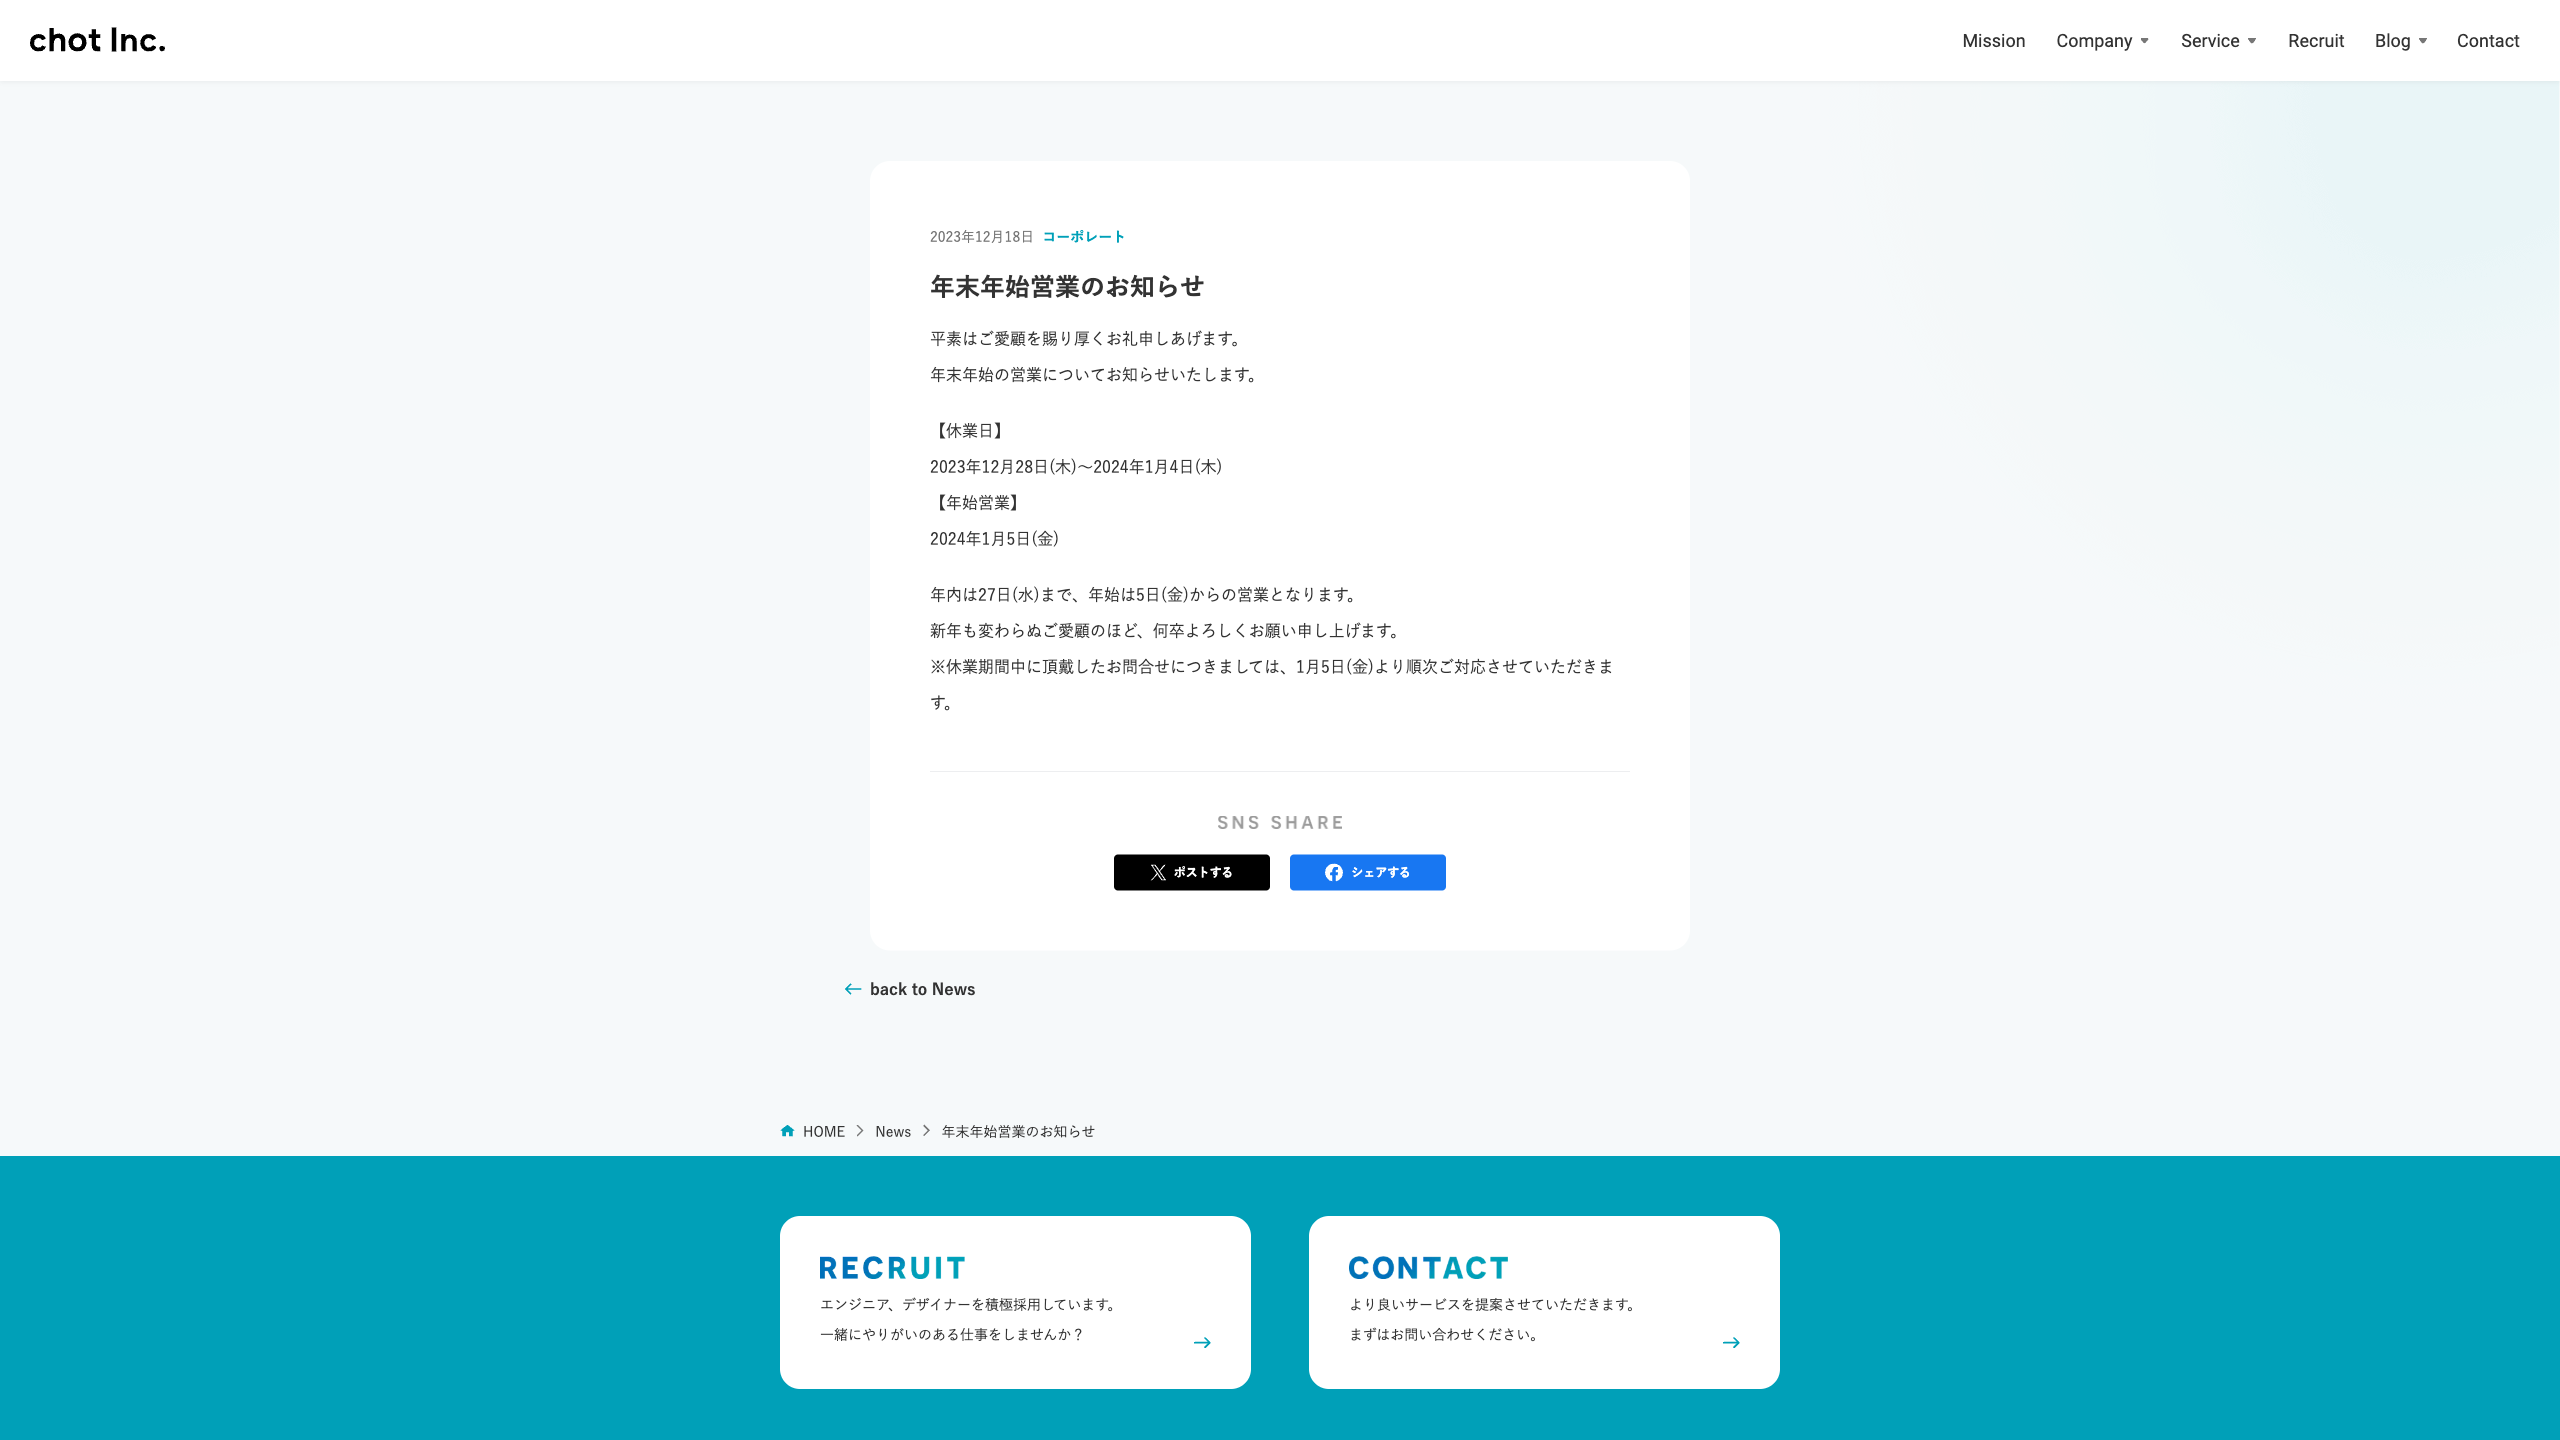 chot Inc.
Mission Company Service Recruit Blog Contact
2023年12月18日 コーポレート
年末年始営業のお知らせ
平素はご愛顧を賜り厚くお礼申しあげます。
年末年始の営業についてお知らせいたします。
【休業日】
2023年12月28日(木)〜2024年1月4日(木)
【年始営業】
2024年1月5日(金)
年内は27日(水)まで、年始は5日(金)からの営業となります。
新年も変わらぬご愛顧のほど、何卒よろしくお願い申し上げます。
※休業期間中に頂戴したお問合せにつきましては、1月5日(金)より順次ご対応させていただきま
す。
SNS SHARE
ポストする シェアする
back to News
HOME News 年末年始営業のお知らせ
RECRUIT
エンジニア、デザイナーを積極採用しています。
一緒にやりがいのある仕事をしませんか？
CONTACT
より良いサービスを提案させていただきます。
まずはお問い合わせください。